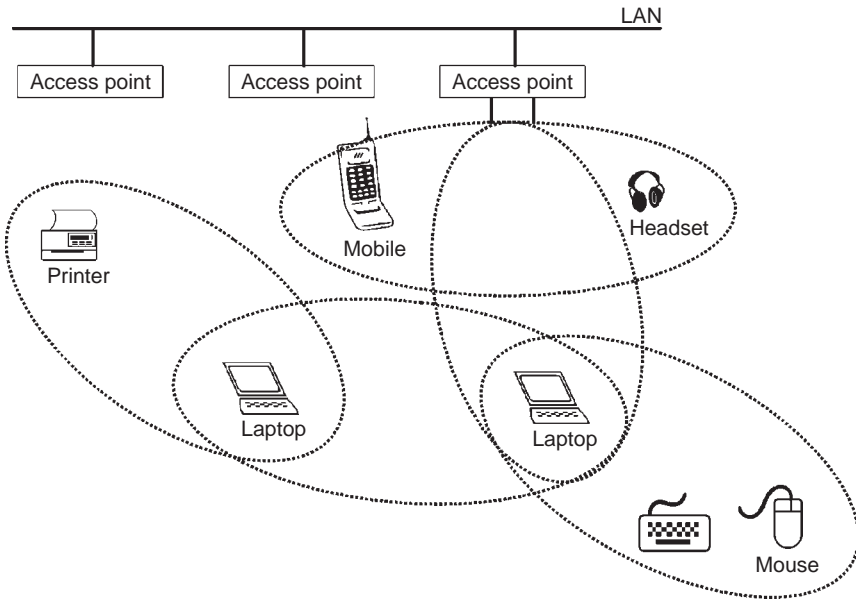 LAN
Access point
Access point
Access point
Mobile
Headset
Printer
Laptop
Laptop
Mouse